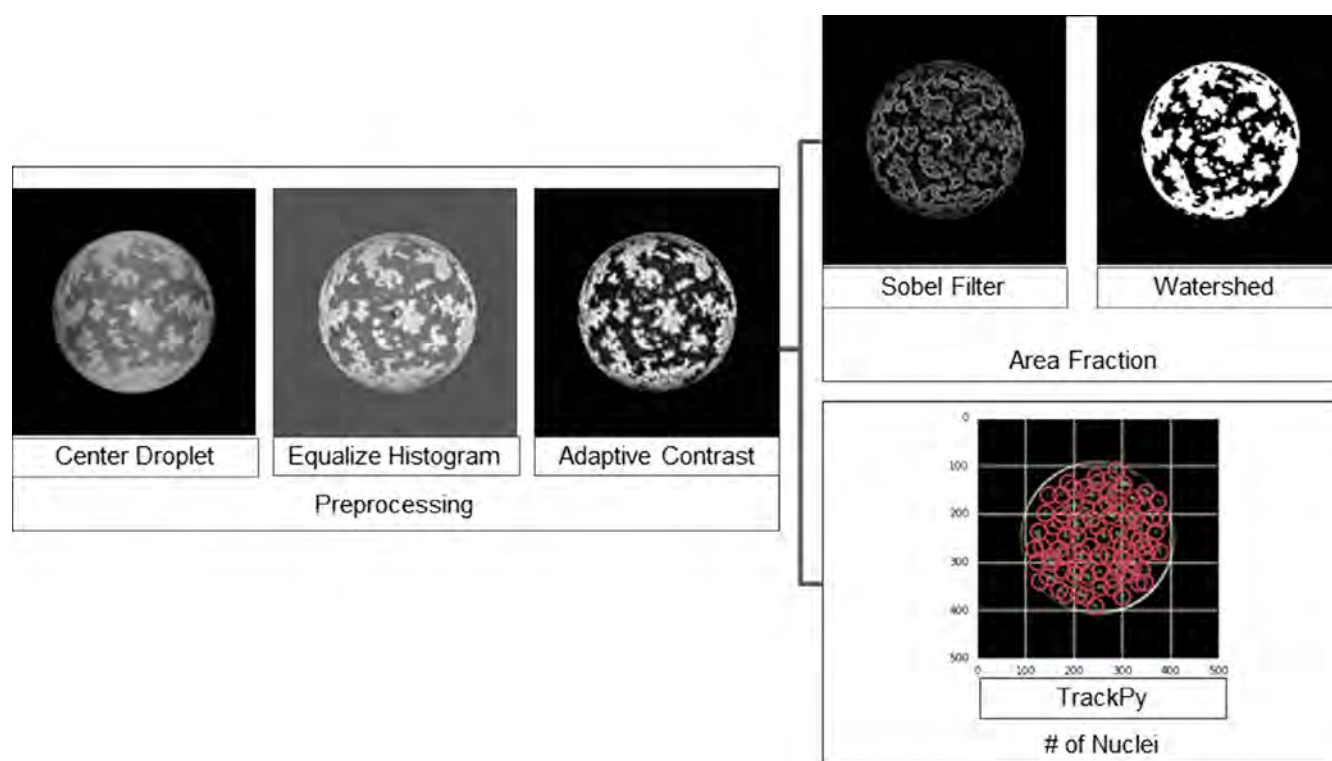 Center Droplet
Equalize Histogram
Adaptive Contrast
Preprocessing
Sobel Filter
Watershed
Area Fraction
0
100
200
300
400
500
0 100 200 300 400 500
TrackPy
# of Nuclei